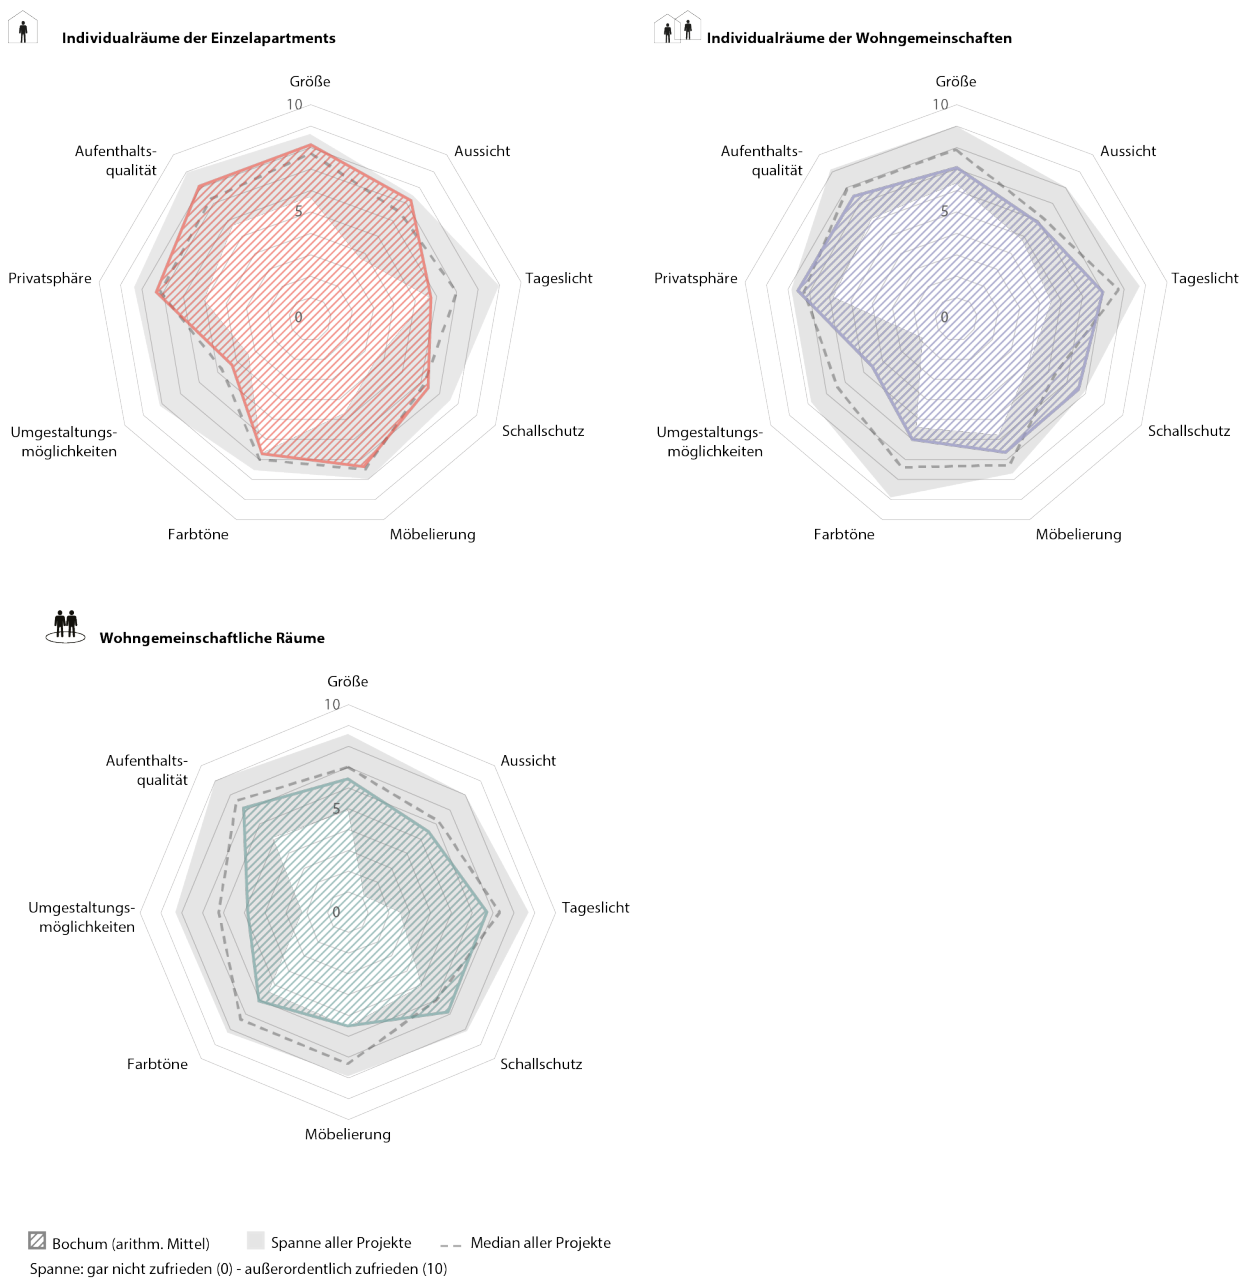 Individualräume der Einzelapartments
Größe
10
Aufenthalts-
qualität
Aussicht
5
Privatsphäre
Tageslicht
0
Umgestaltungs-
möglichkeiten
Schallschutz
Farbtöne
Möbelierung
Individualräume der Wohngemeinschaften
Größe
10
Aufenthalts-
qualität
Aussicht
5
Privatsphäre
Tageslicht
0
Umgestaltungs-
möglichkeiten
Schallschutz
Farbtöne
Möbelierung
Wohngemeinschaftliche Räume
Größe
10
Aufenthalts-
qualität
Aussicht
5
Umgestaltungs-
möglichkeiten
Tageslicht
0
Farbtöne
Schallschutz
Möbelierung
Bochum (arithm. Mittel)
Spanne aller Projekte
Median aller Projekte
Spanne: gar nicht zufrieden (0) - außerordentlich zufrieden (10)